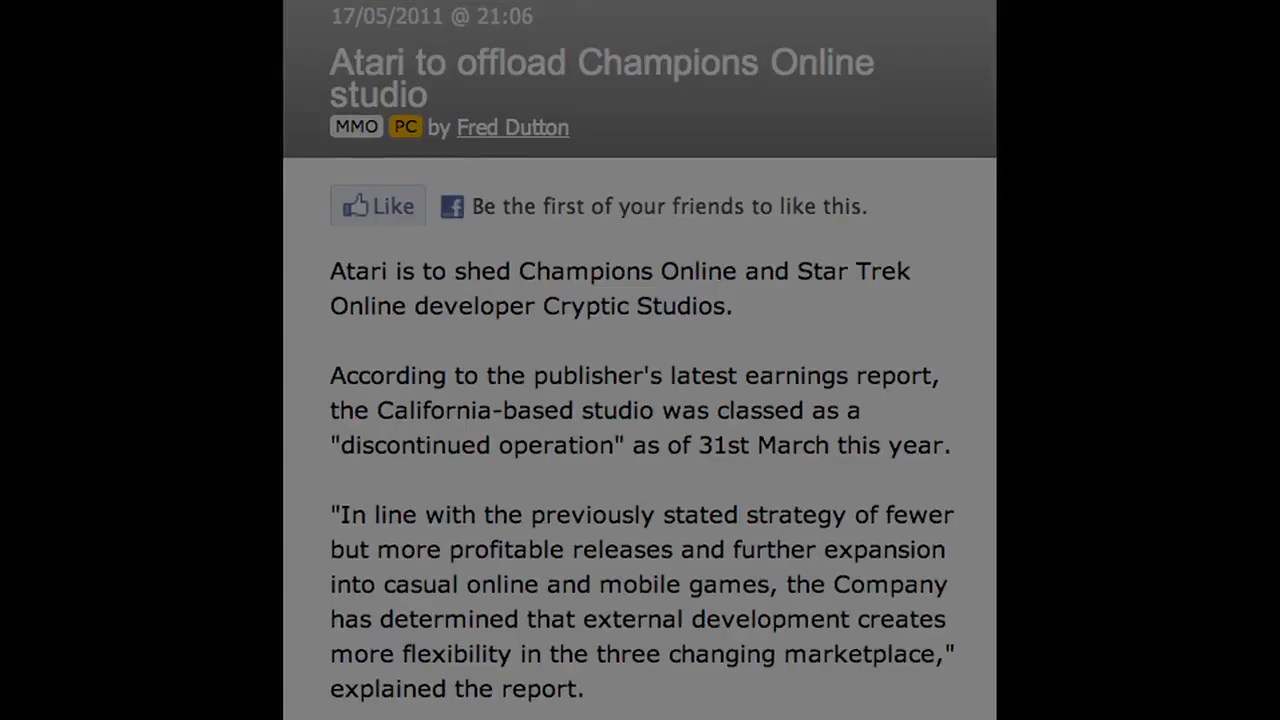 17/05/2011 @ 21:06
Atari to offload Champions Online
studio
MMO PC by Fred Dutton
Like Be the first of your friends to like this.
Atari is to shed Champions Online and Star Trek
Online developer Cryptic Studios.
According to the publisher's latest earnings report,
the California-based studio was classed as a
"discontinued operation" as of 31st March this year.
"In line with the previously stated strategy of fewer
but more profitable releases and further expansion
into casual online and mobile games, the Company
has determined that external development creates
more flexibility in the three changing marketplace,"
explained the report.